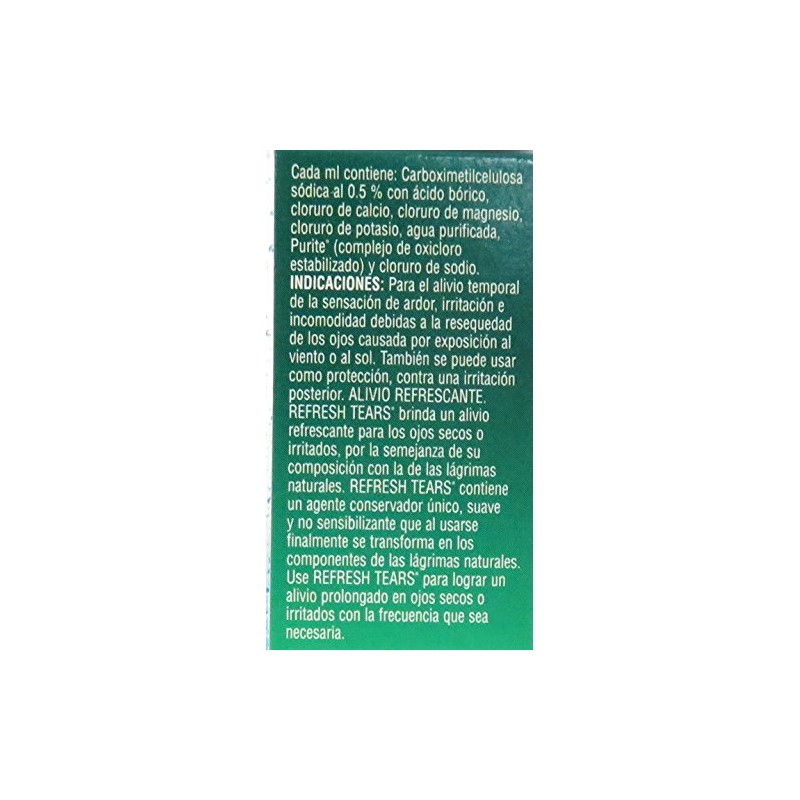 Cada ml contiene: Carboximetilcelulosa
sódica al 0.5 % con ácido bórico,
cloruro de calcio, cloruro de magnesio,
cloruro de potasio, agua purificada,
Purite* (complejo de oxicloro
estabilizado) y cloruro de sodio.
INDICACIONES: Para el alivio temporal
de la sensación de ardor, irritación e
incomodidad debidas a la resequedad
de los ojos causada por exposición al
viento o al sol. También se puede usar
como protección, contra una irritación
posterior. ALIVIO REFRESCANTE.
REFRESH TEARS* brinda un alivio
refrescante para los ojos secos o
irritados, por la semejanza de su
composición con la de las lágrimas
naturales. REFRESH TEARS* contiene
un agente conservador único, suave
y no sensibilizante que al usarse
finalmente se transforma en los
componentes de las lágrimas naturales.
Use REFRESH TEARS* para lograr un
alivio prolongado en ojos secos o
irritados con la frecuencia que sea
necesaria.